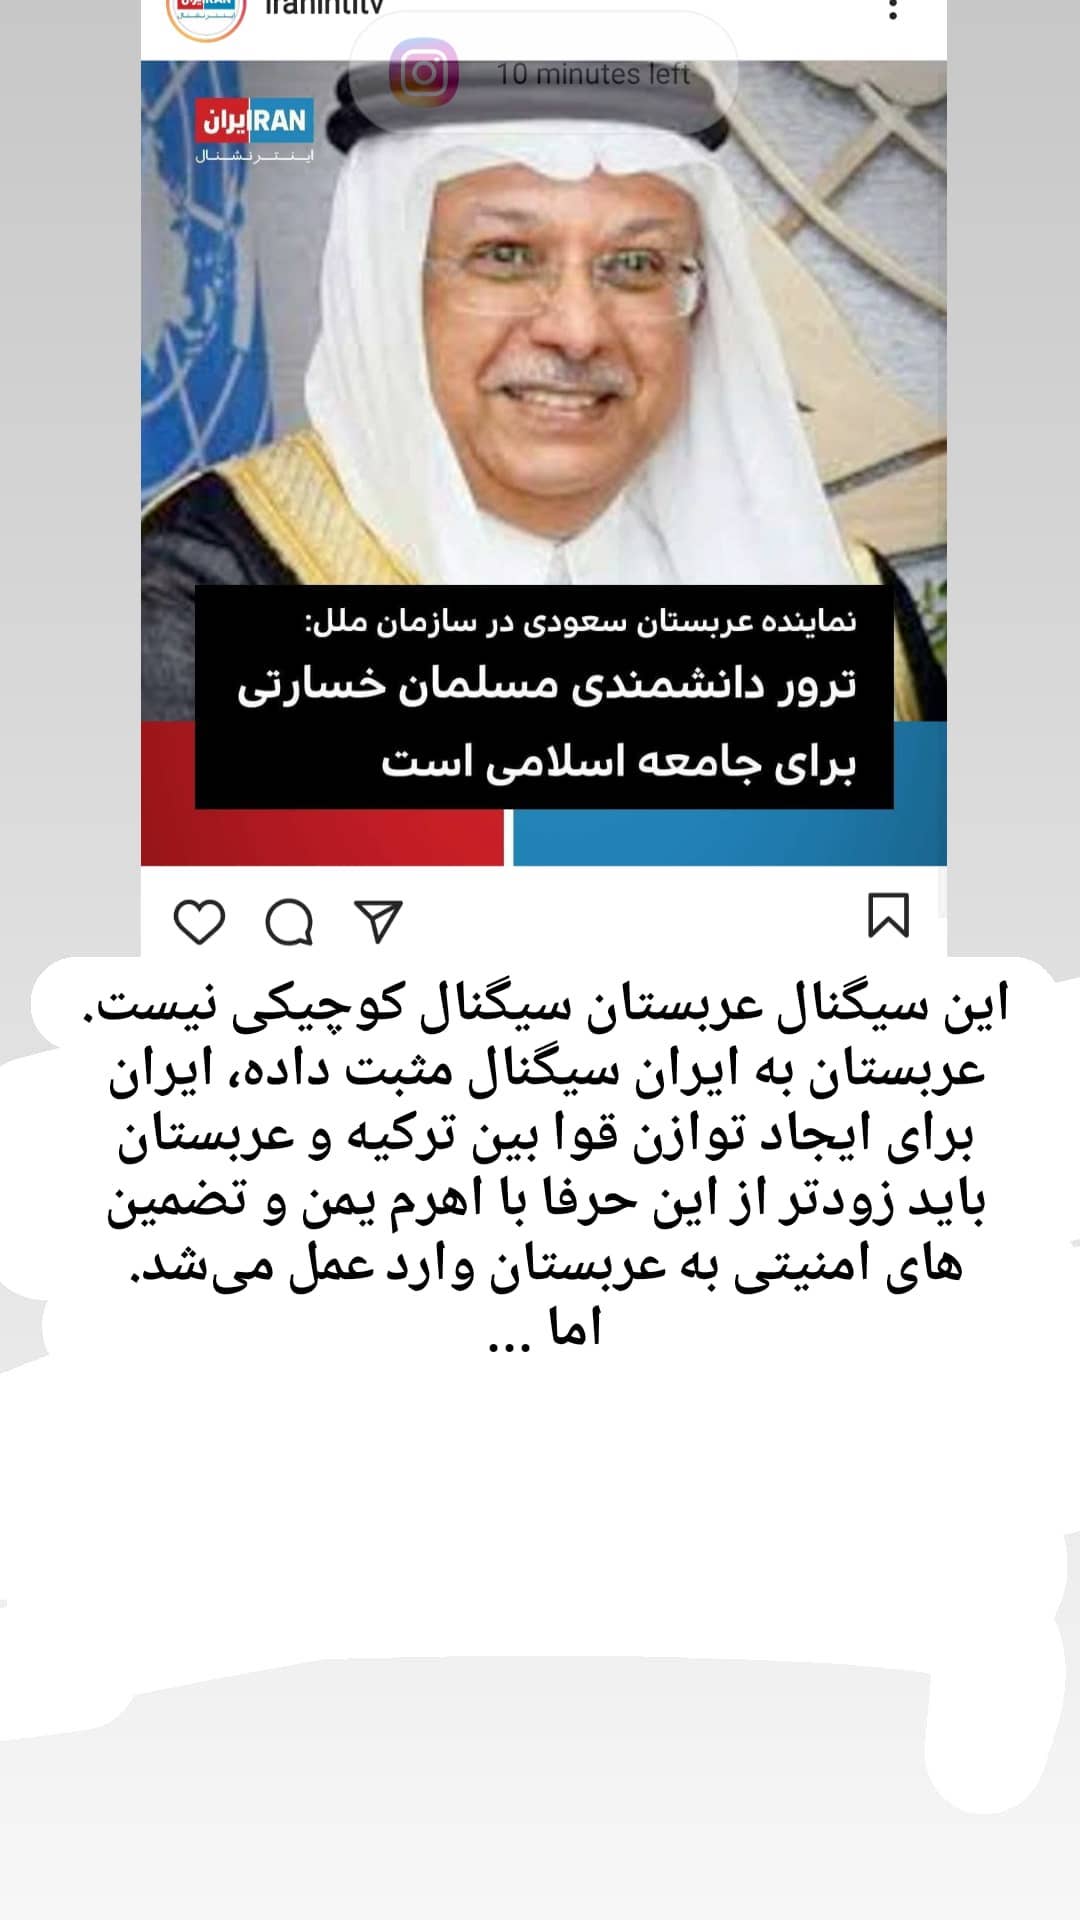 iranintltv
10 minutes left
ایران IRAN
اینترنشنال
نماینده عربستان سعودی در سازمان ملل:
ترور دانشمندی مسلمان خسارتی
برای جامعه اسلامی است
این سیگنال عربستان سیگنال کوچیکی نیست.
عربستان به ایران سیگنال مثبت داده، ایران
برای ایجاد توازن قوا بین ترکیه و عربستان
باید زودتر از این حرفا با اهرم یمن و تضمین
های امنیتی به عربستان وارد عمل می‌شد.
اما ...